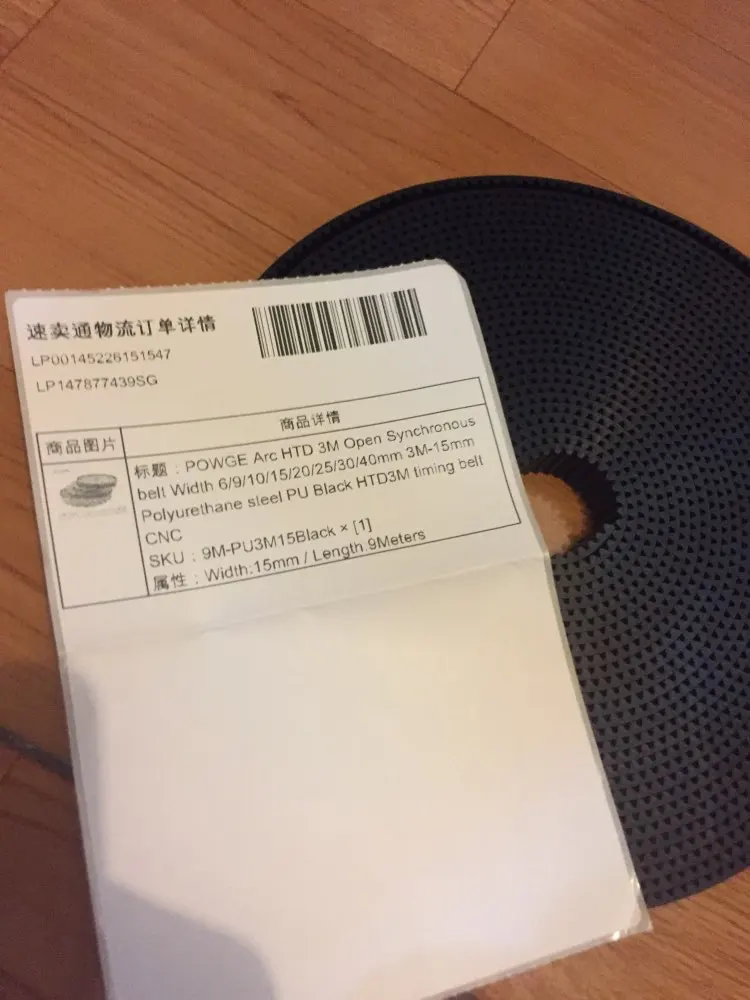 速卖通物流订单详情
LP00145226151547
LP147877439SG
商品图片
商品详情
标题：POWGE Arc HTD 3M Open Synchronous
belt Width 6/9/10/15/20/25/30/40mm 3M-15mm
Polyurethane steel PU Black HTD3M timing belt
CNC
SKU：9M-PU3M15Black × [1]
属性：Width:15mm / Length:9Meters